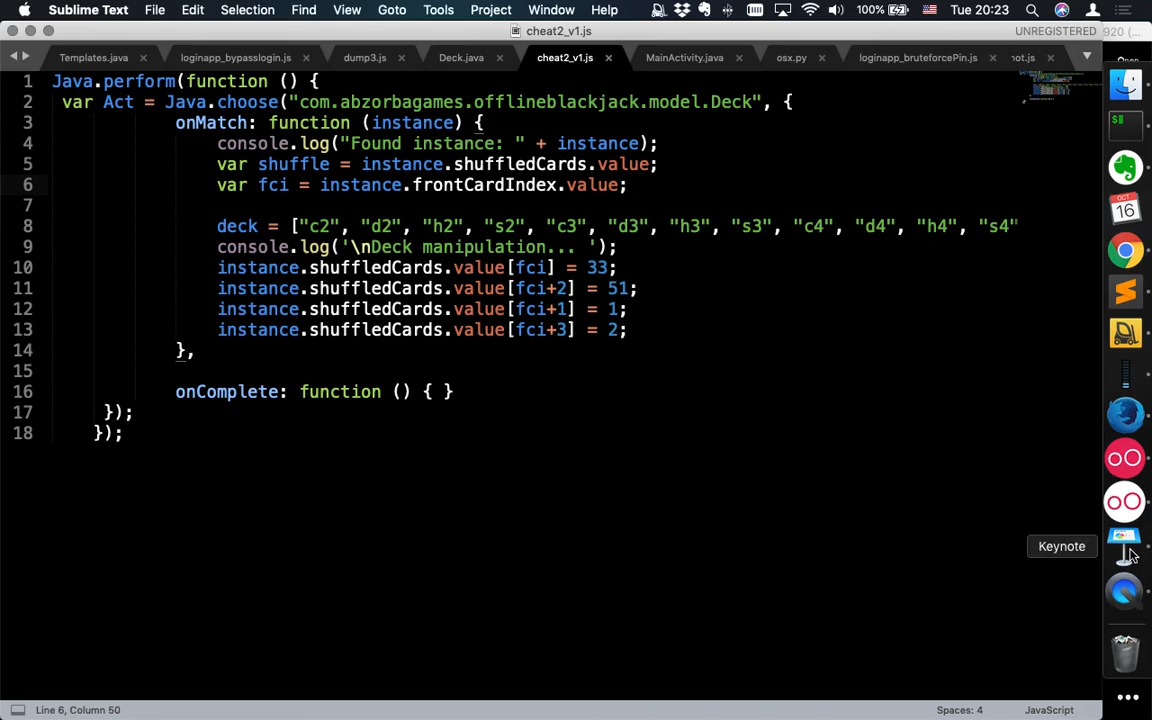 Sublime Text File Edit Selection Find View Goto Tools Project Window Help 100% Tue 20:23
cheat2_v1.js UNREGISTERED 920 (...
Templates.java loginapp_bypasslogin.js dump3.js Deck.java cheat2_v1.js MainActivity.java osx.py loginapp_bruteforcePin.js ot.js
1 Java.perform(function () {
2 var Act = Java.choose("com.abzorbagames.offlineblackjack.model.Deck", {
3 onMatch: function (instance) {
4 console.log("Found instance: " + instance);
5 var shuffle = instance.shuffledCards.value;
6 var fci = instance.frontCardIndex.value;
7
8 deck = ["c2", "d2", "h2", "s2", "c3", "d3", "h3", "s3", "c4", "d4", "h4", "s4"
9 console.log('\nDeck manipulation... ');
10 instance.shuffledCards.value[fci] = 33;
11 instance.shuffledCards.value[fci+2] = 51;
12 instance.shuffledCards.value[fci+1] = 1;
13 instance.shuffledCards.value[fci+3] = 2;
14 },
15
16 onComplete: function () { }
17 });
18 });
$
OCT
16
Keynote
Line 6, Column 50 Spaces: 4 JavaScript